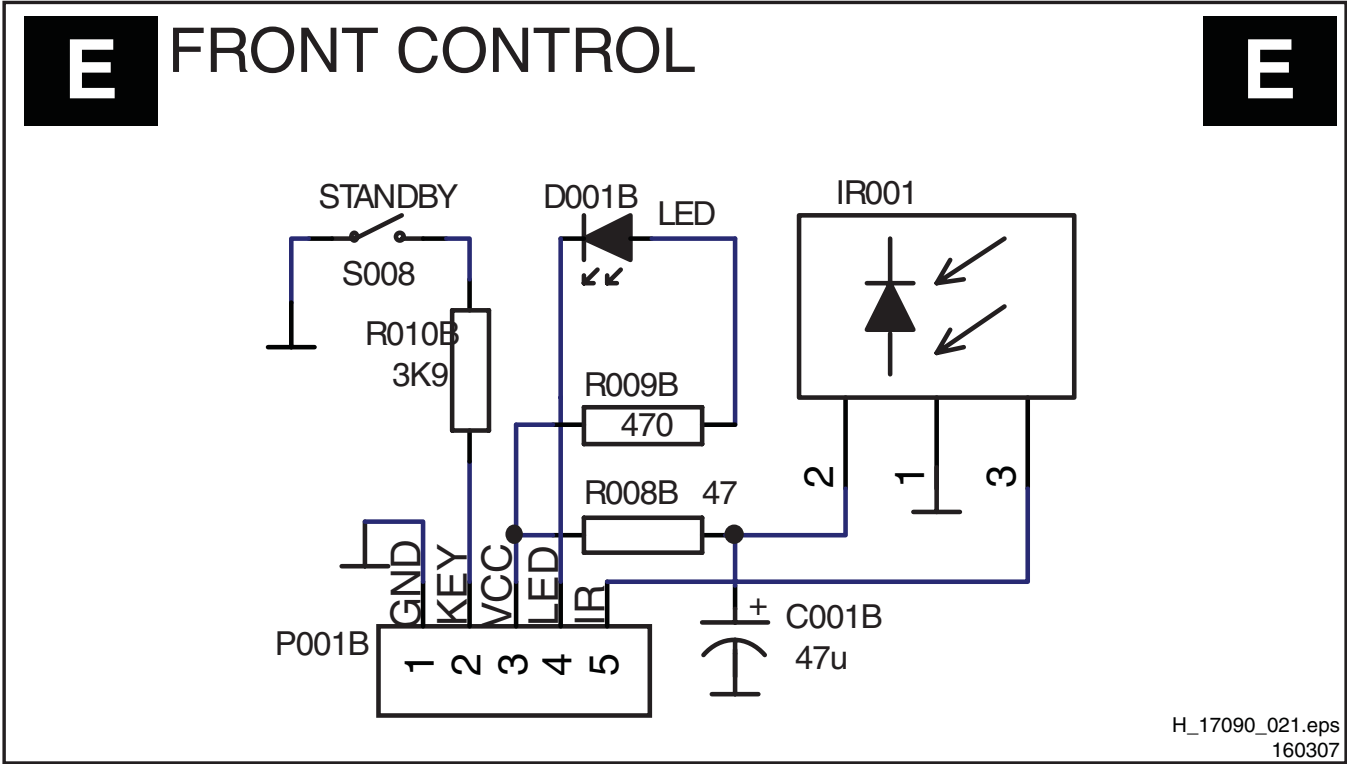 E FRONT CONTROL E
STANDBY
S008
R010B
3K9
D001B
LED
R009B
470
R008B 47
IR001
2
1
3
GND
KEY
VCC
LED
IR
P001B
1
2
3
4
5
+
C001B
47u
H_17090_021.eps
160307